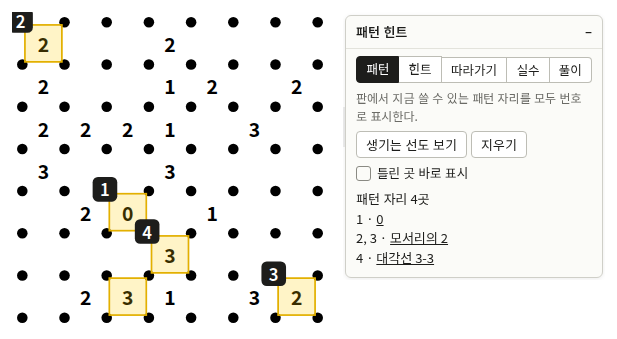 2
2 2
2 1 2 2
2 2 2 1 3
3 3
1
2 0 1
4
3
3
2 3 1 3 2
패턴 힌트 –
패턴 힌트 따라가기 실수 풀이
판에서 지금 쓸 수 있는 패턴 자리를 모두 번호
로 표시한다.
생기는 선도 보기 지우기
틀린 곳 바로 표시
패턴 자리 4곳
1 · 0
2, 3 · 모서리의 2
4 · 대각선 3-3